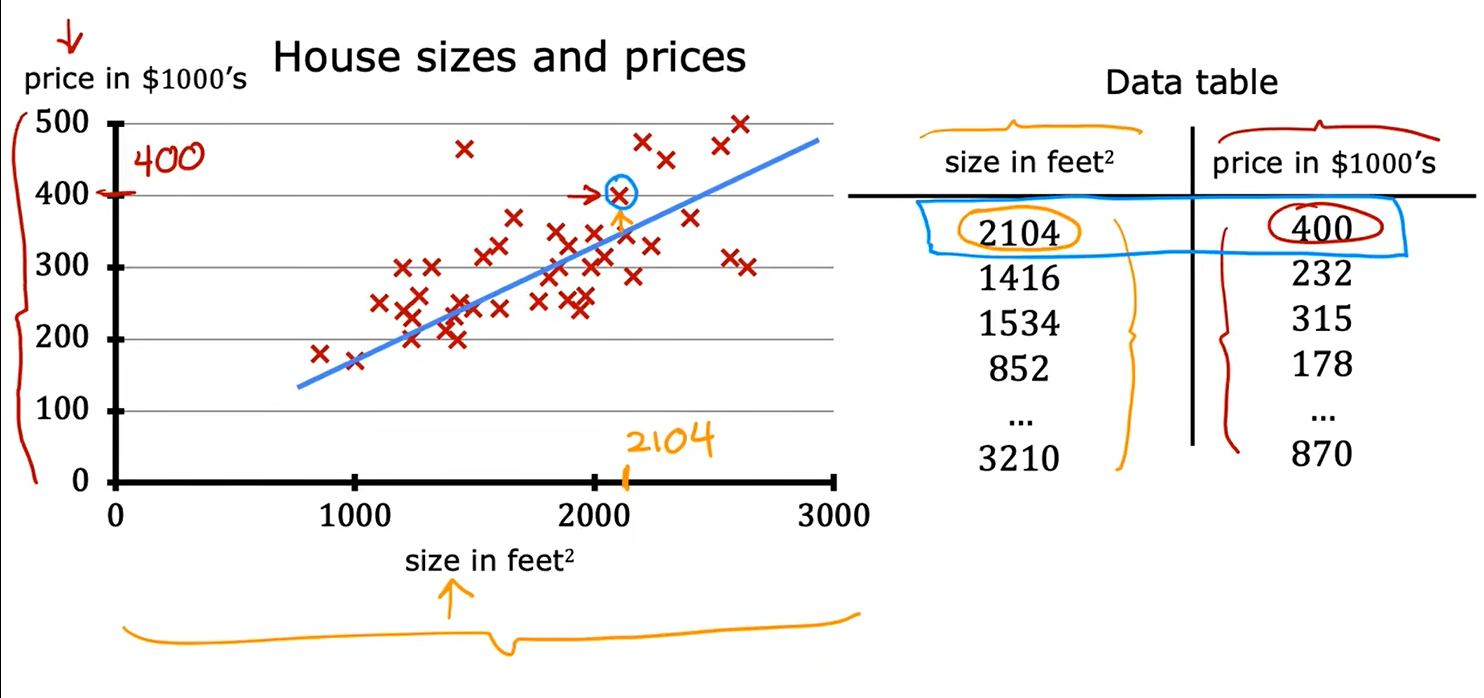 House sizes and prices
price in $1000's
500
400
400
300
200
100
0
2104
0 1000 2000 3000
size in feet²
Data table
size in feet² price in $1000's
2104 400
1416 232
1534 315
852 178
... ...
3210 870